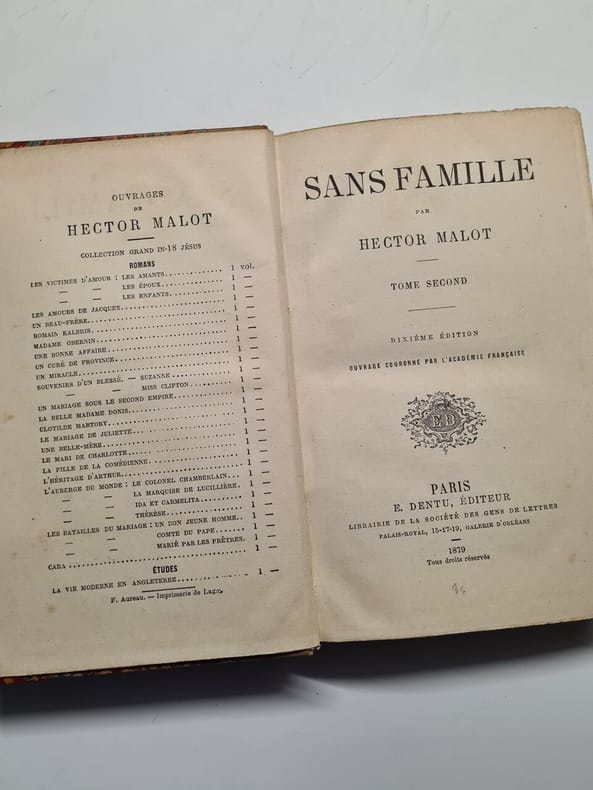 OUVRAGES
DE
HECTOR MALOT
COLLECTION GRAND IN-18 JÉSUS
ROMANS
LES VICTIMES D'AMOUR : LES AMANTS............ 1 vol.
— — LES ÉPOUX............ 1 —
— — LES ENFANTS............ 1 —
LES AMOURS DE JACQUES............ 1 —
UN BEAU-FRÈRE............ 1 —
ROMAIN KALBRIS............ 1 —
MADAME OBERNIN............ 1 —
UNE BONNE AFFAIRE............ 1 —
UN CURÉ DE PROVINCE............ 1 —
UN MIRACLE............ 1 —
SOUVENIRS D'UN BLESSÉ. — SUZANNE............ 1 —
— — MISS CLIFTON............ 1 —
UN MARIAGE SOUS LE SECOND EMPIRE............ 1 —
LA BELLE MADAME DONIS............ 1 —
CLOTILDE MARTORY............ 1 —
LE MARIAGE DE JULIETTE............ 1 —
UNE BELLE-MÈRE............ 1 —
LE MARI DE CHARLOTTE............ 1 —
LA FILLE DE LA COMÉDIENNE............ 1 —
L'HÉRITAGE D'ARTHUR............ 1 —
L'AUBERGE DU MONDE : LE COLONEL CHAMBERLAIN... 1 —
— — LA MARQUISE DE LUCILLIÈRE. 1 —
— — IDA ET CARMELITA............ 1 —
— — THÉRÈSE............ 1 —
LES BATAILLES DU MARIAGE : UN BON JEUNE HOMME.. 1 —
— — COMTE DU PAPE............ 1 —
— — MARIÉ PAR LES PRÊTRES. 1 —
CARA............ 1 —
ÉTUDES
LA VIE MODERNE EN ANGLETERRE............ 1 —
F. Aureau. — Imprimerie de Lagny.
SANS FAMILLE
PAR
HECTOR MALOT
TOME SECOND
DIXIÈME ÉDITION
OUVRAGE COURONNÉ PAR L'ACADÉMIE FRANÇAISE
ED
PARIS
E. DENTU, ÉDITEUR
LIBRAIRE DE LA SOCIÉTÉ DES GENS DE LETTRES
PALAIS-ROYAL, 15-17-19, GALERIE D'ORLÉANS
1879
Tous droits réservés